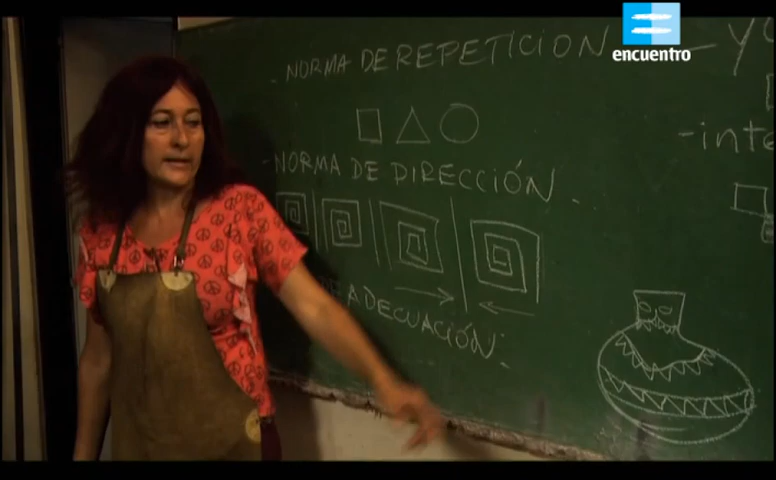 encuentro
- NORMA DE REPETICION - Y
- NORMA DE DIRECCIÓN
ADECUACIÓN
- inte